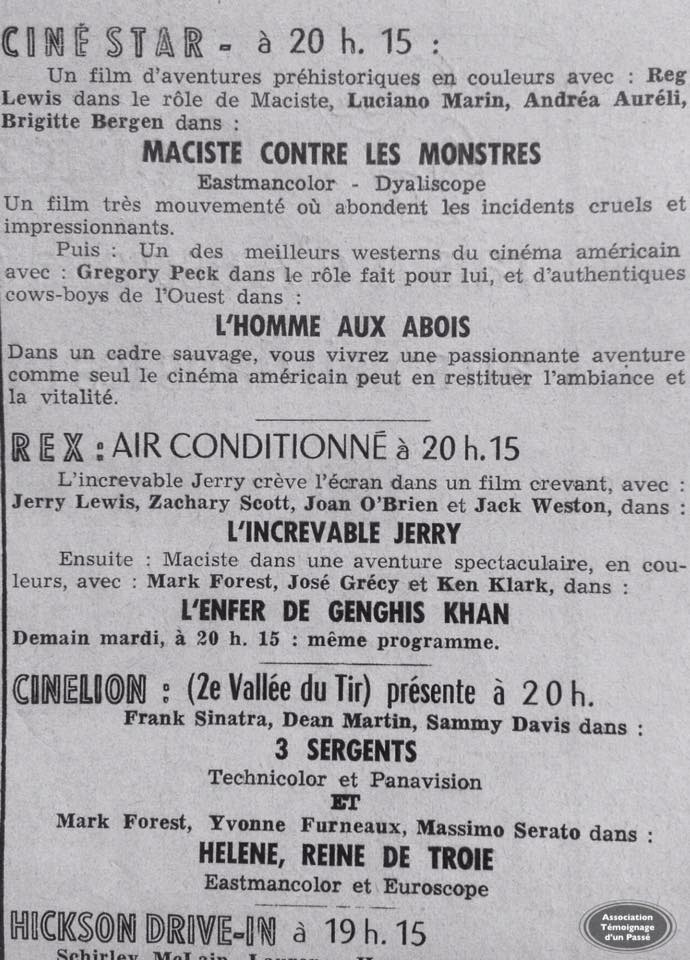 CINÉ STAR - à 20 h. 15 :
Un film d'aventures préhistoriques en couleurs avec : Reg
Lewis dans le rôle de Maciste, Luciano Marin, Andréa Auréli,
Brigitte Bergen dans :
MACISTE CONTRE LES MONSTRES
Eastmancolor - Dyaliscope
Un film très mouvementé où abondent les incidents cruels et
impressionnants.
Puis : Un des meilleurs westerns du cinéma américain
avec : Gregory Peck dans le rôle fait pour lui, et d'authentiques
cows-boys de l'Ouest dans :
L'HOMME AUX ABOIS
Dans un cadre sauvage, vous vivrez une passionnante aventure
comme seul le cinéma américain peut en restituer l'ambiance et
la vitalité.
REX : AIR CONDITIONNÉ à 20 h. 15
L'increvable Jerry crève l'écran dans un film crevant, avec :
Jerry Lewis, Zachary Scott, Joan O'Brien et Jack Weston, dans :
L'INCREVABLE JERRY
Ensuite : Maciste dans une aventure spectaculaire, en cou-
leurs, avec : Mark Forest, José Grécy et Ken Klark, dans :
L'ENFER DE GENGHIS KHAN
Demain mardi, à 20 h. 15 : même programme.
CINELION : (2e Vallée du Tir) présente à 20 h.
Frank Sinatra, Dean Martin, Sammy Davis dans :
3 SERGENTS
Technicolor et Panavision
ET
Mark Forest, Yvonne Furneaux, Massimo Serato dans :
HELENE, REINE DE TROIE
Eastmancolor et Euroscope
HICKSON DRIVE-IN à 19 h. 15
Schirley McLain,
Association
Témoignage
d'un Passé